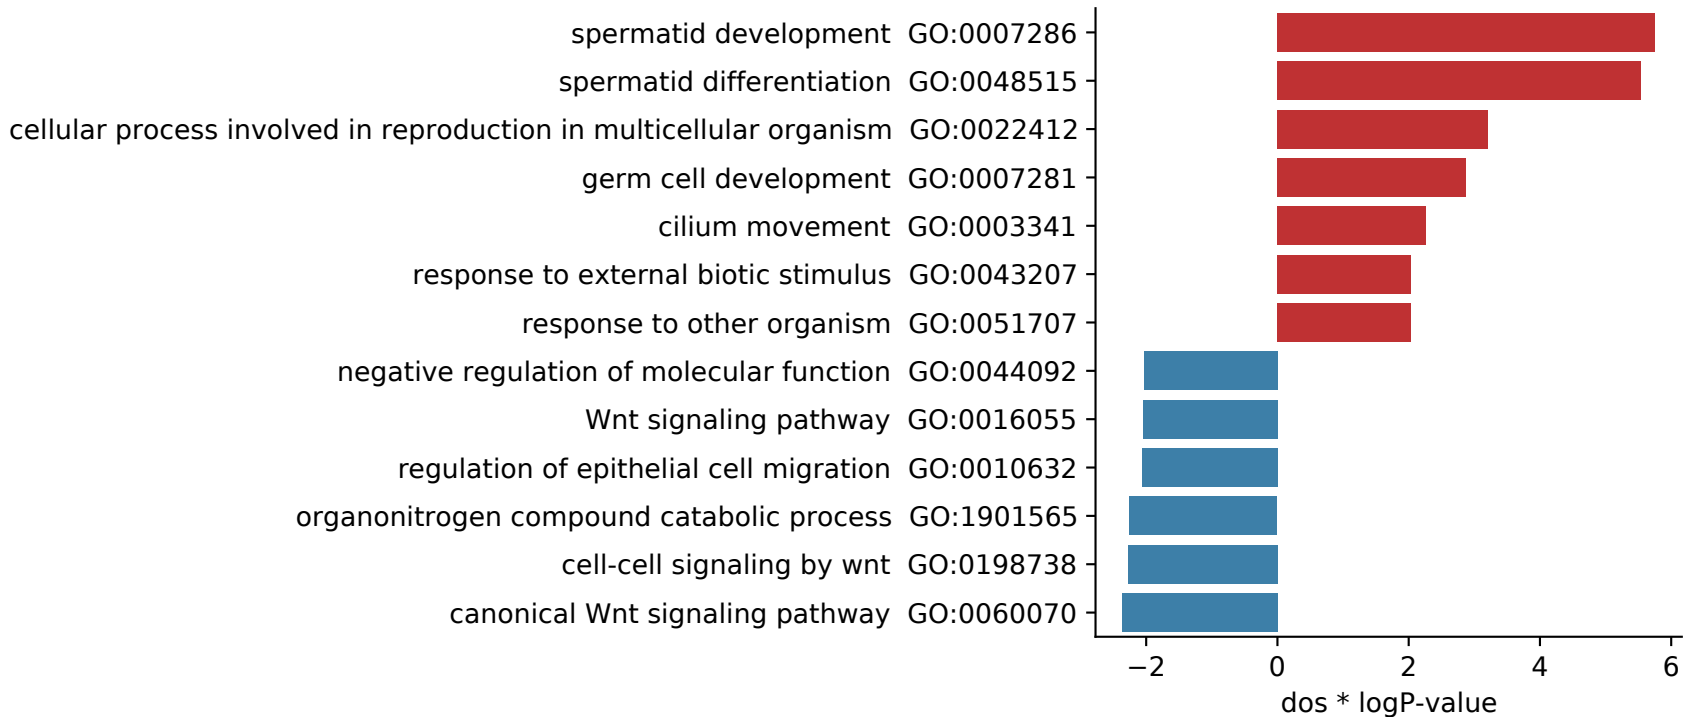 spermatid development GO:0007286
spermatid differentiation GO:0048515
cellular process involved in reproduction in multicellular organism GO:0022412
germ cell development GO:0007281
cilium movement GO:0003341
response to external biotic stimulus GO:0043207
response to other organism GO:0051707
negative regulation of molecular function GO:0044092
Wnt signaling pathway GO:0016055
regulation of epithelial cell migration GO:0010632
organonitrogen compound catabolic process GO:1901565
cell-cell signaling by wnt GO:0198738
canonical Wnt signaling pathway GO:0060070
−2 0 2 4 6
dos * logP-value